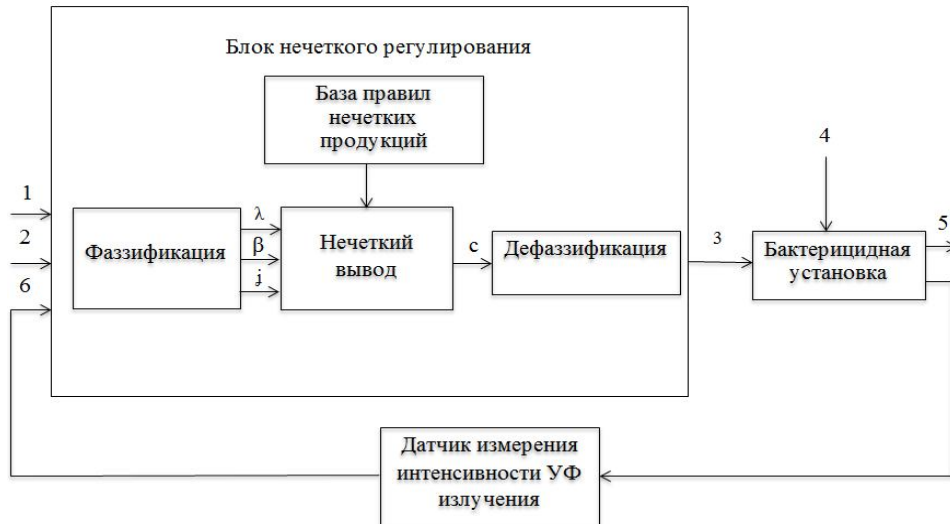 Блок нечеткого регулирования
База правил
нечетких
продукций
4
1
2
6
Фаззификация
λ
β
j
Нечеткий
вывод
c
Дефаззификация
3
Бактерицидная
установка
5
Датчик измерения
интенсивности УФ
излучения